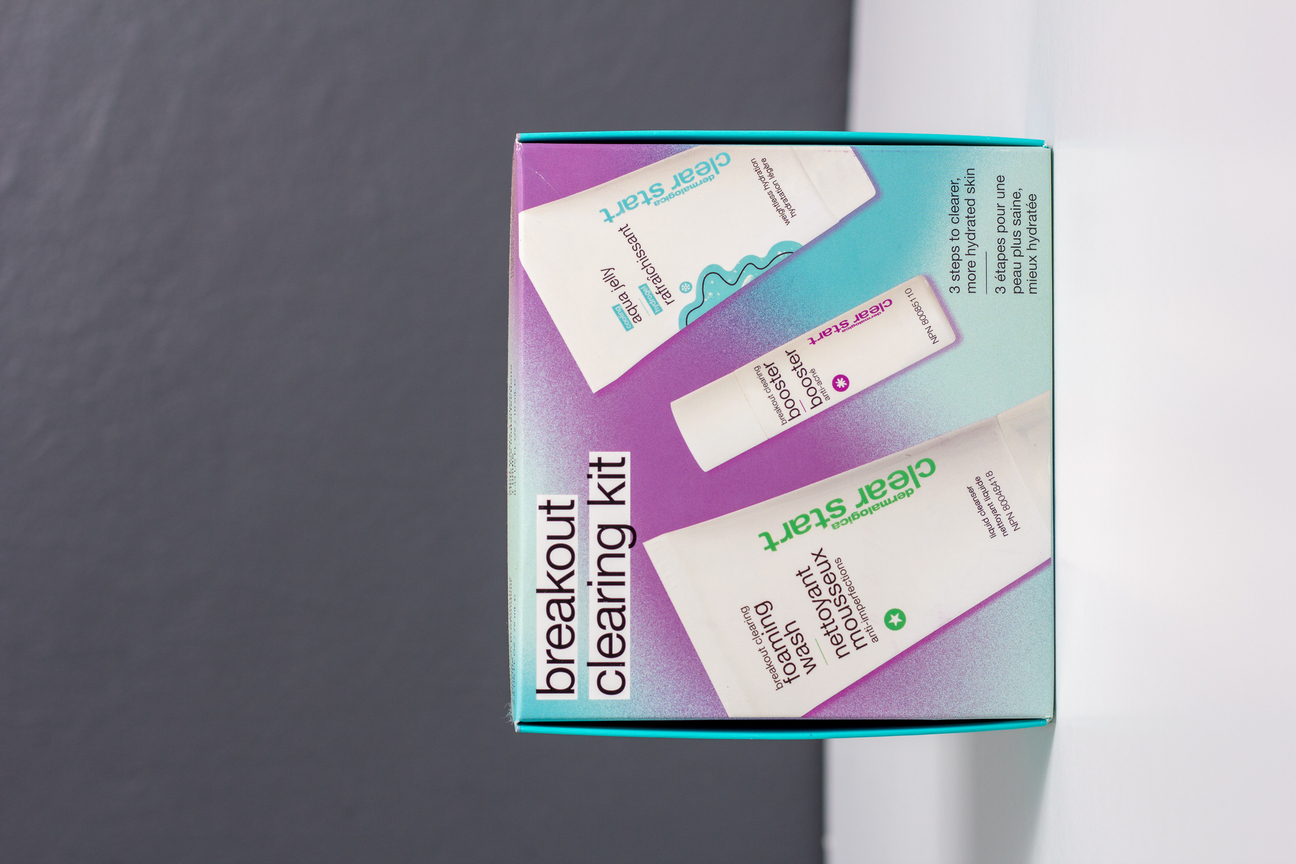 breakout
clearing kit
cooling
aqua jelly
hydrogel
rafraîchissant
clear start
dermalogica
weightless hydration
hydratation légère
breakout clearing
foaming
wash
nettoyant
mousseux
anti-imperfections
clear start
dermalogica
liquid cleanser
nettoyant liquide
NPN 80048418
breakout clearing
booster
booster
anti-acné
clear start
dermalogica
NPN 80085110
3 steps to clearer,
more hydrated skin
3 étapes pour une
peau plus saine,
mieux hydratée